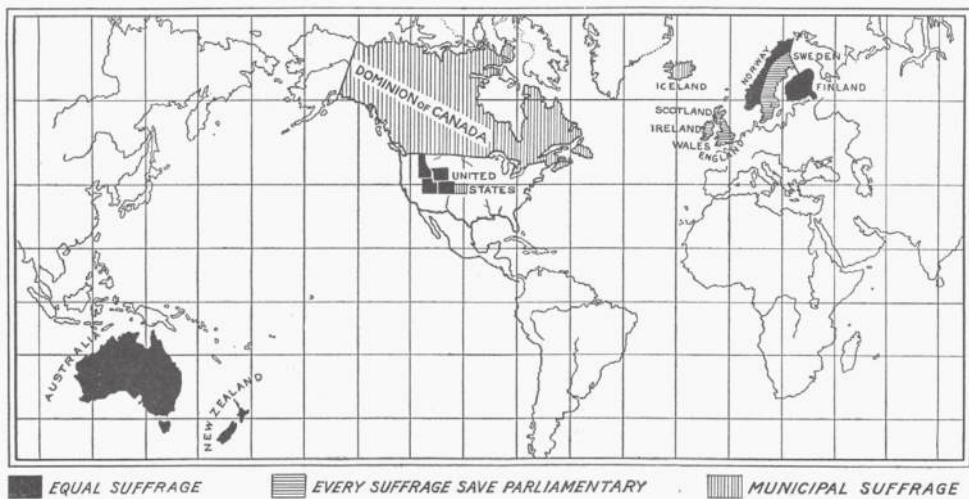 DOMINION OF CANADA
ICELAND
NORWAY
SWEDEN
FINLAND
SCOTLAND
IRELAND
WALES
ENGLAND
UNITED
STATES
AUSTRALIA
NEW ZEALAND
EQUAL SUFFRAGE
EVERY SUFFRAGE SAVE PARLIAMENTARY
MUNICIPAL SUFFRAGE